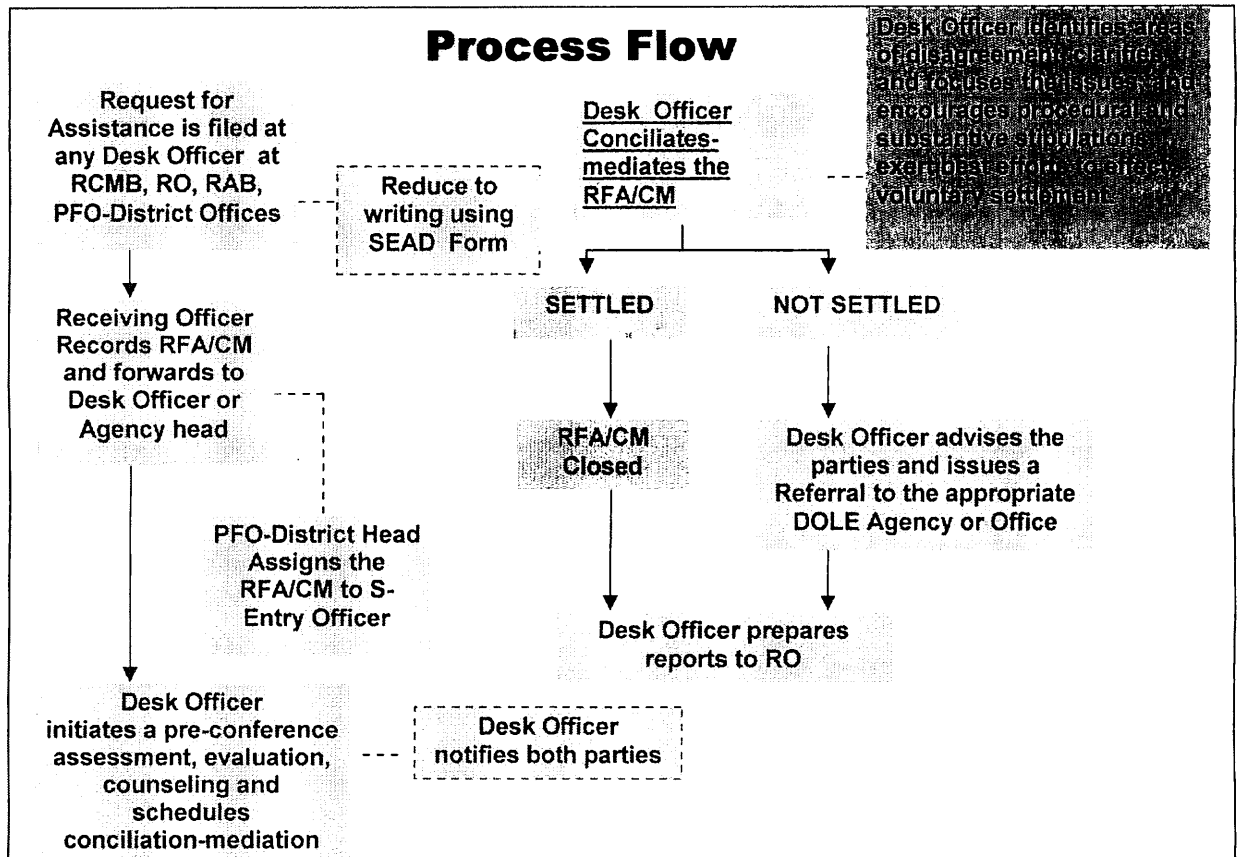 Process Flow
Request for
Assistance is filed at
any Desk Officer at
RCMB, RO, RAB,
PFO-District Offices
Reduce to
writing using
SEAD Form
Receiving Officer
Records RFA/CM
and forwards to
Desk Officer or
Agency head
PFO-District Head
Assigns the
RFA/CM to S-
Entry Officer
Desk Officer
initiates a pre-conference
assessment, evaluation,
counseling and
schedules
conciliation-mediation
Desk Officer
notifies both parties
Desk Officer
Conciliates-
mediates the
RFA/CM
Desk Officer identifies areas
of disagreement, clarifies
and focuses the issues, and
encourages procedural and
substantive stipulations,
exerts best efforts to effect
voluntary settlement.
SETTLED
NOT SETTLED
RFA/CM
Closed
Desk Officer advises the
parties and issues a
Referral to the appropriate
DOLE Agency or Office
Desk Officer prepares
reports to RO